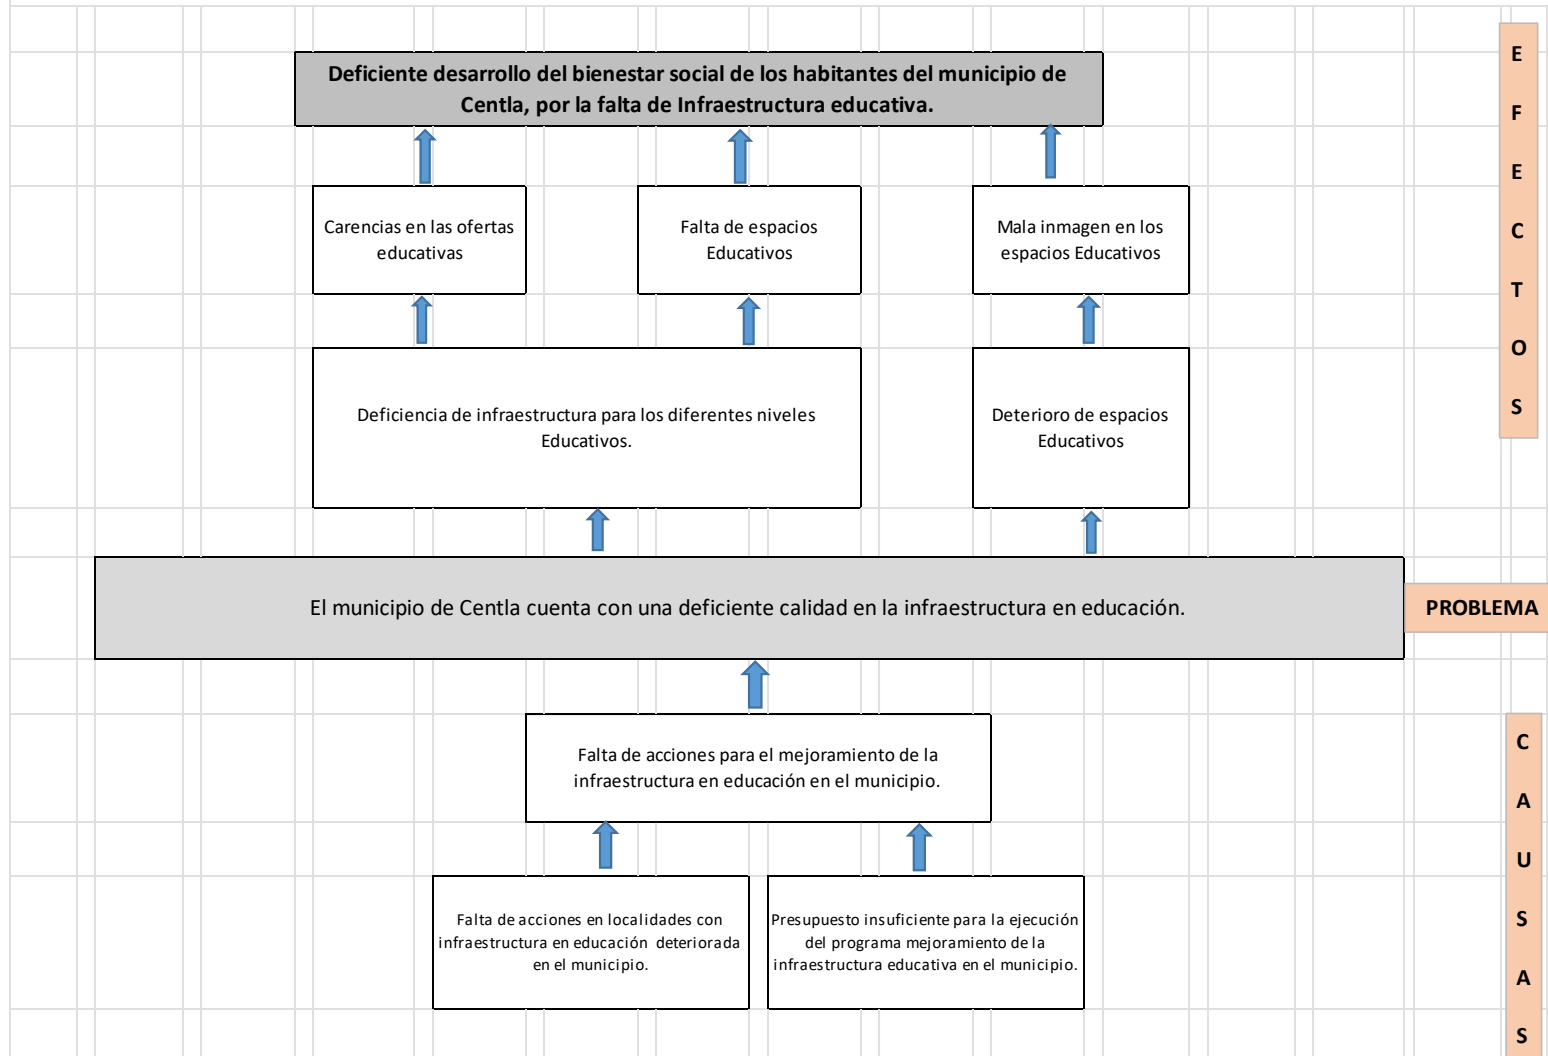 Deficiente desarrollo del bienestar social de los habitantes del municipio de
Centla, por la falta de Infraestructura educativa.
Carencias en las ofertas
educativas
Falta de espacios
Educativos
Mala inmagen en los
espacios Educativos
Deficiencia de infraestructura para los diferentes niveles
Educativos.
Deterioro de espacios
Educativos
E
F
E
C
T
O
S
El municipio de Centla cuenta con una deficiente calidad en la infraestructura en educación.
PROBLEMA
Falta de acciones para el mejoramiento de la
infraestructura en educación en el municipio.
Falta de acciones en localidades con
infraestructura en educación deteriorada
en el municipio.
Presupuesto insuficiente para la ejecución
del programa mejoramiento de la
infraestructura educativa en el municipio.
C
A
U
S
A
S